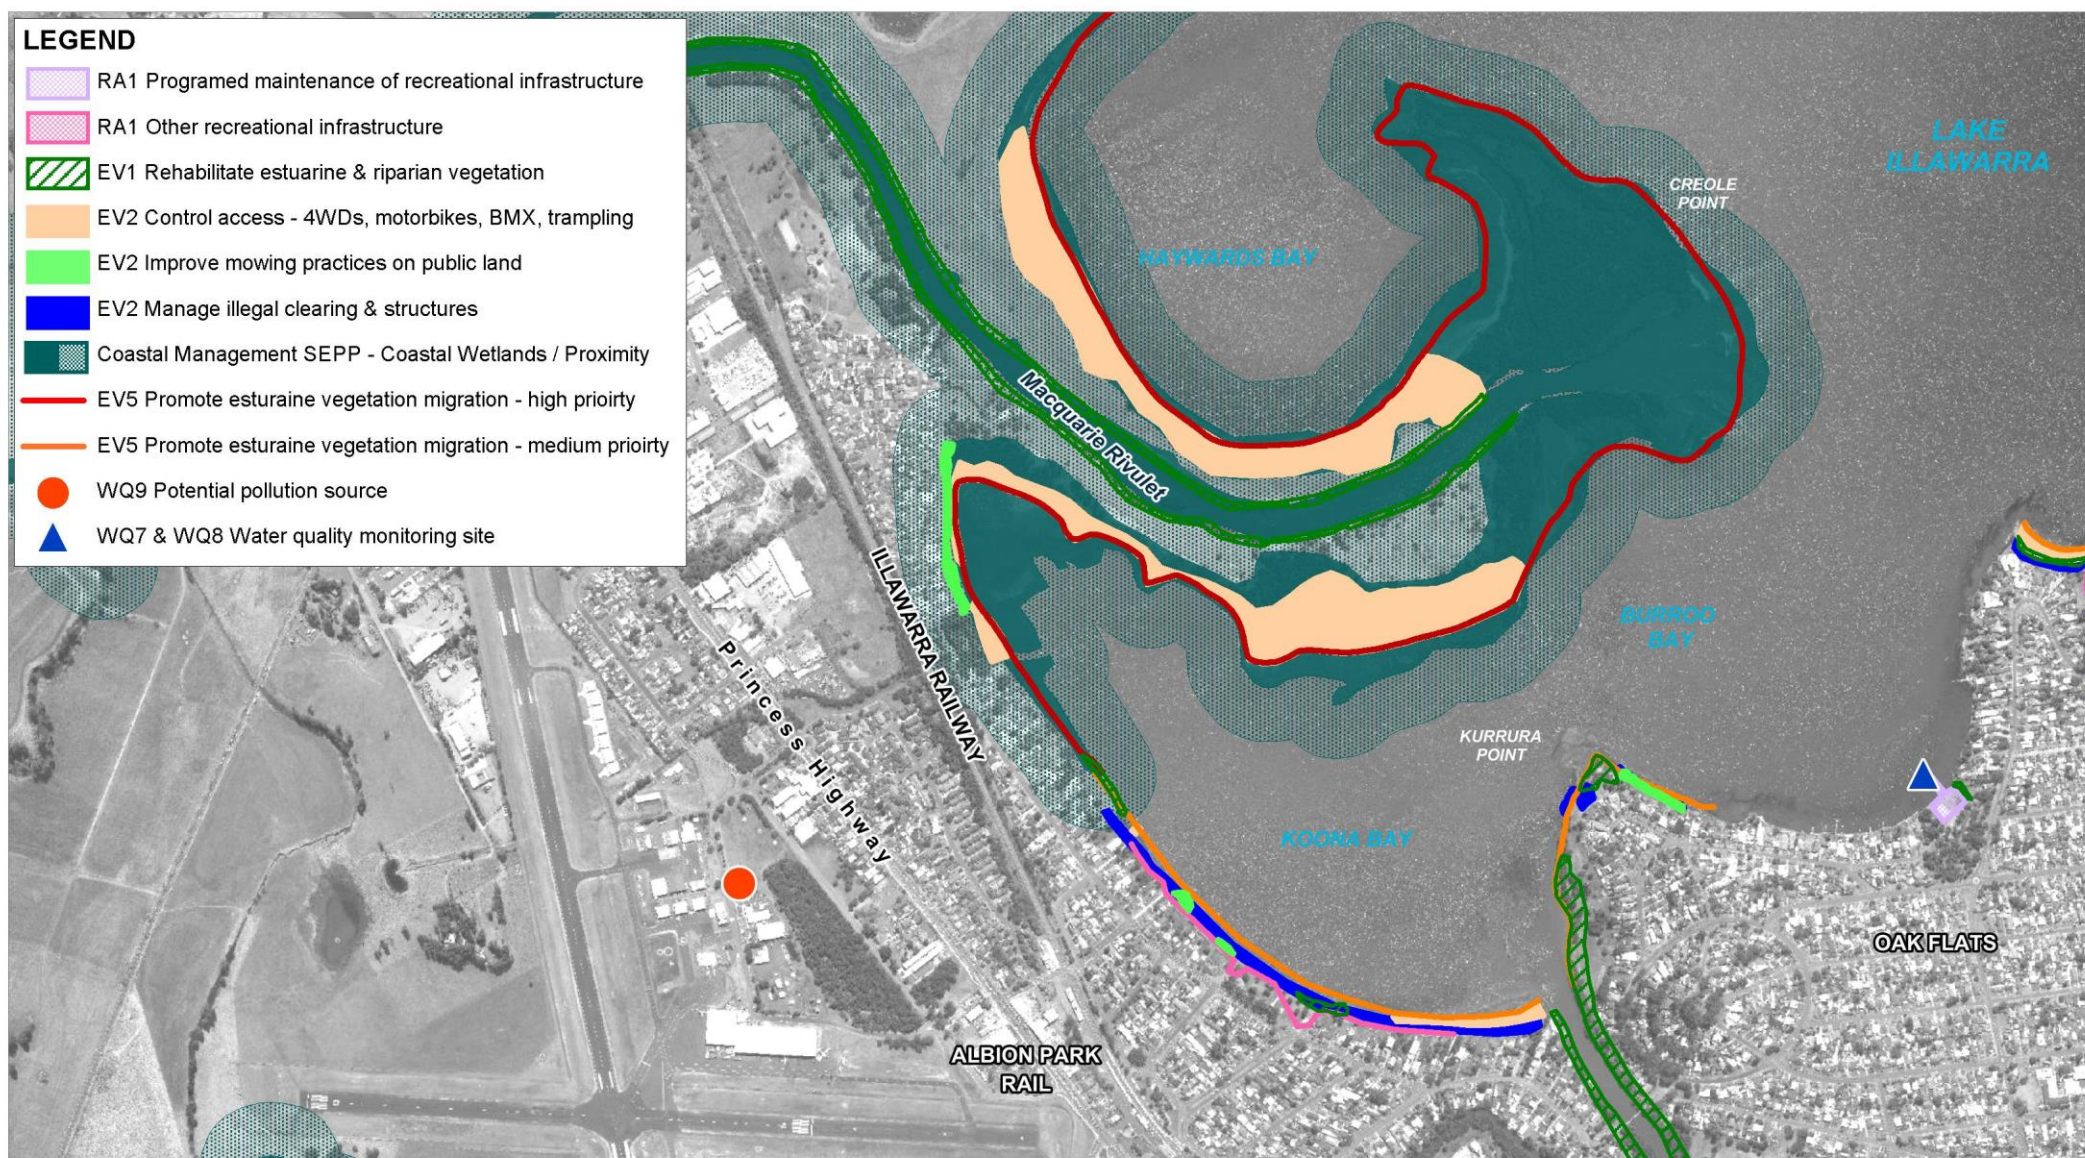 LEGEND
RA1 Programed maintenance of recreational infrastructure
RA1 Other recreational infrastructure
EV1 Rehabilitate estuarine & riparian vegetation
EV2 Control access - 4WDs, motorbikes, BMX, trampling
EV2 Improve mowing practices on public land
EV2 Manage illegal clearing & structures
Coastal Management SEPP - Coastal Wetlands / Proximity
EV5 Promote esturaine vegetation migration - high prioirty
EV5 Promote esturaine vegetation migration - medium prioirty
WQ9 Potential pollution source
WQ7 & WQ8 Water quality monitoring site
LAKE
ILLAWARRA
CREOLE
POINT
HAYWARDS BAY
Macquarie Rivulet
ILLAWARRA RAILWAY
Princess Highway
BURROO
BAY
KURRURA
POINT
KOONA BAY
OAK FLATS
ALBION PARK
RAIL